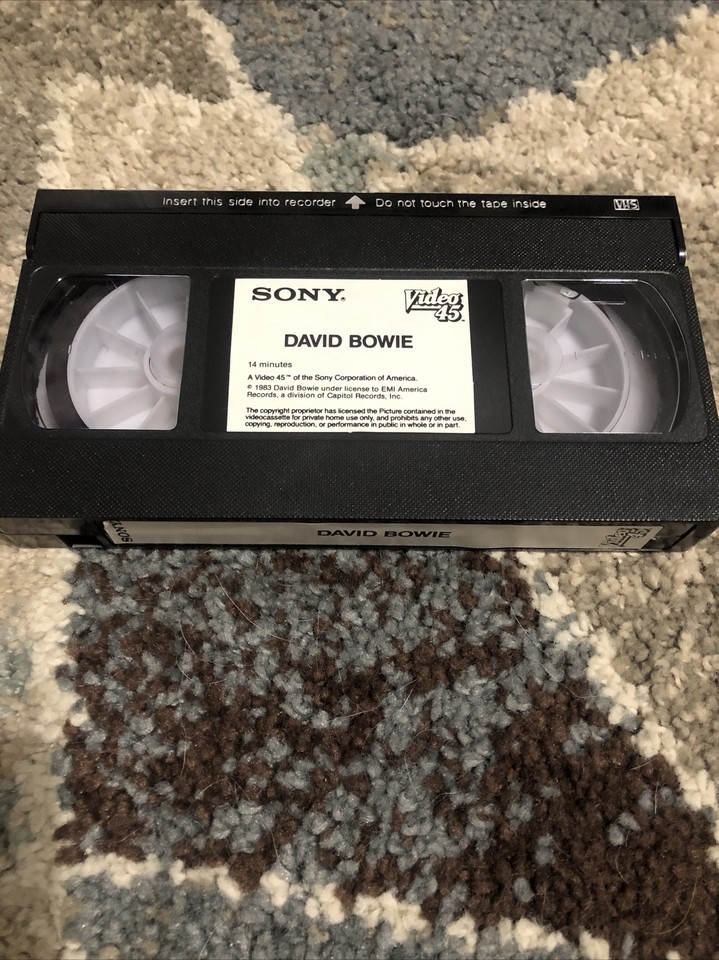 Insert this side into recorder Do not touch the tape inside VHS
SONY® Video 45™
DAVID BOWIE
14 minutes
A Video 45™ of the Sony Corporation of America.
© 1983 David Bowie under license to EMI America
Records, a division of Capitol Records, Inc.
The copyright proprietor has licensed the Picture contained in the
videocassette for private home use only, and prohibits any other use,
copying, reproduction, or performance in public in whole or in part.
SONY DAVID BOWIE Video 45